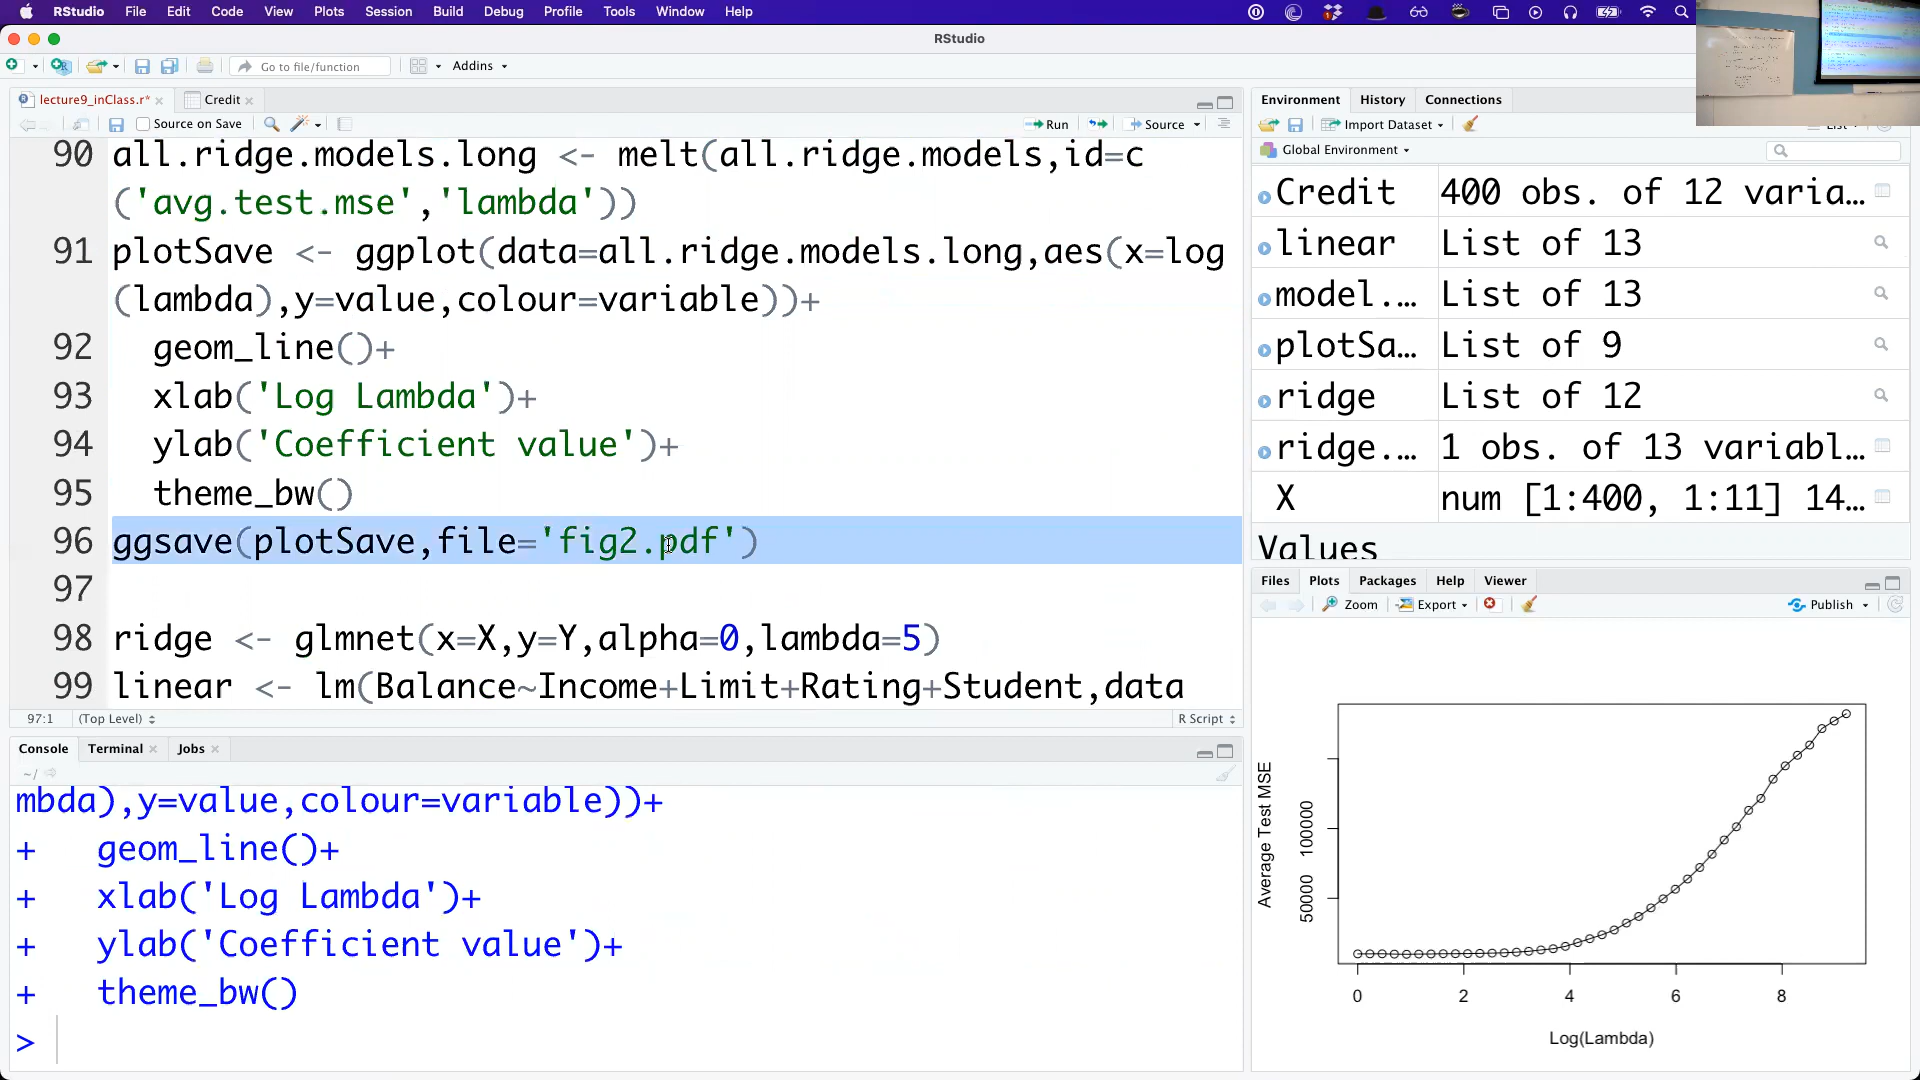 RStudio File Edit Code View Plots Session Build Debug Profile Tools Window Help
RStudio
Go to file/function Addins
lecture9_inClass.r* Credit
Source on Save Run Source
90 all.ridge.models.long <- melt(all.ridge.models,id=c
('avg.test.mse','lambda'))
91 plotSave <- ggplot(data=all.ridge.models.long,aes(x=log
(lambda),y=value,colour=variable))+
92 geom_line()+
93 xlab('Log Lambda')+
94 ylab('Coefficient value')+
95 theme_bw()
96 ggsave(plotSave,file='fig2.pdf')
97
98 ridge <- glmnet(x=X,y=Y,alpha=0,lambda=5)
99 linear <- lm(Balance~Income+Limit+Rating+Student,data
97:1 (Top Level) R Script
Console Terminal Jobs
~/
mbda),y=value,colour=variable))+
+ geom_line()+
+ xlab('Log Lambda')+
+ ylab('Coefficient value')+
+ theme_bw()
>
Environment History Connections
Import Dataset
Global Environment
Credit 400 obs. of 12 varia…
linear List of 13
model.… List of 13
plotSa… List of 9
ridge List of 12
ridge.… 1 obs. of 13 variabl…
X num [1:400, 1:11] 14…
Values
Files Plots Packages Help Viewer
Zoom Export Publish
Average Test MSE
50000 100000
0 2 4 6 8
Log(Lambda)